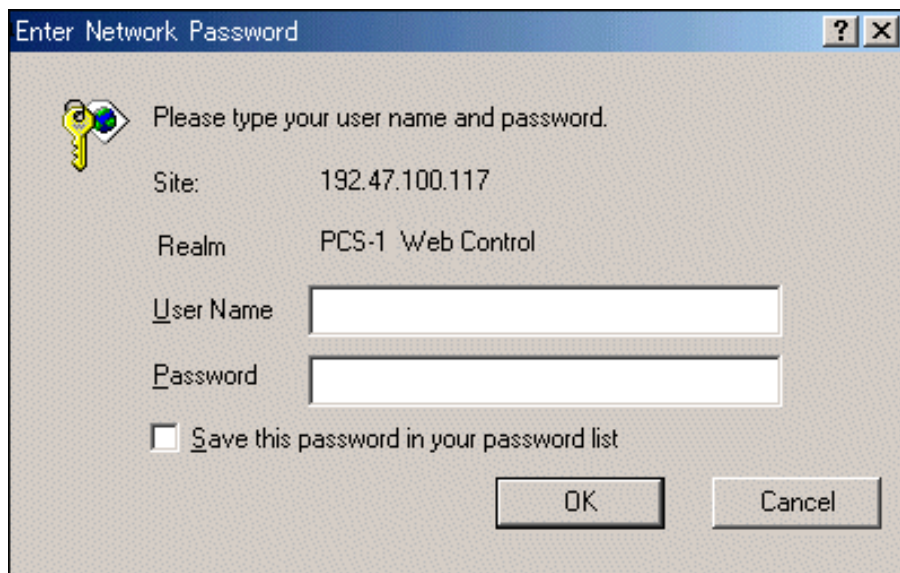 Enter Network Password
Please type your user name and password.
Site: 192.47.100.117
Realm PCS-1 Web Control
User Name
Password
Save this password in your password list
OK Cancel